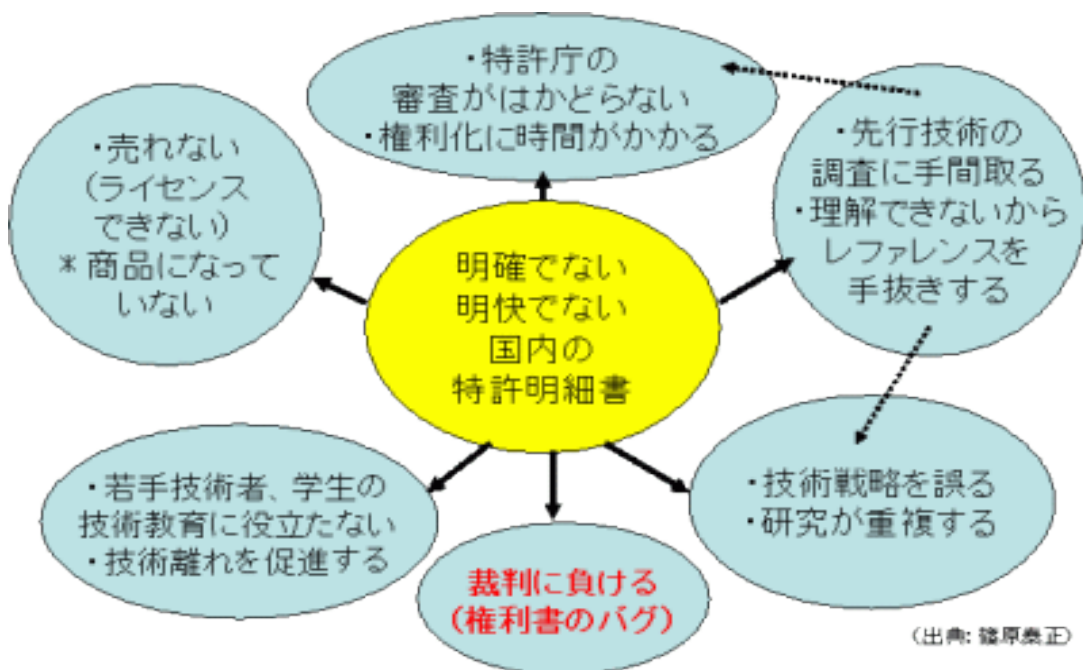 ・特許庁の
審査がはかどらない
・権利化に時間がかかる
・売れない
(ライセンス
できない)
＊商品になって
いない
・先行技術の
調査に手間取る
・理解できないから
レファレンスを
手抜きする
明確でない
明快でない
国内の
特許明細書
・若手技術者、学生の
技術教育に役立たない
・技術離れを促進する
裁判に負ける
(権利書のバグ)
・技術戦略を誤る
・研究が重複する
(出典: 篠原泰正)